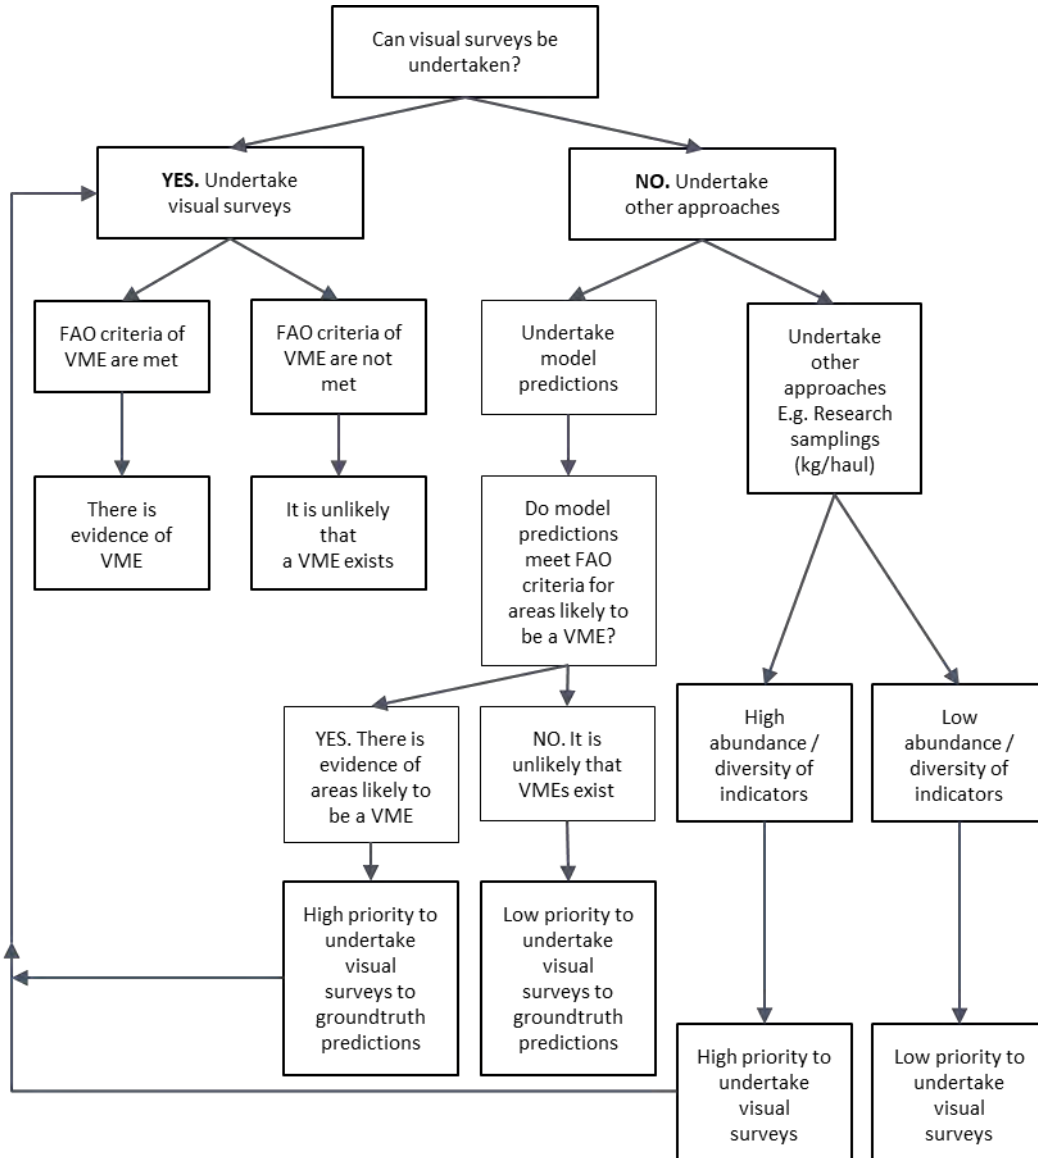 Can visual surveys be
undertaken?
YES. Undertake
visual surveys
NO. Undertake
other approaches
FAO criteria of
VME are met
FAO criteria of
VME are not
met
Undertake
model
predictions
Undertake
other
approaches
E.g. Research
samplings
(kg/haul)
There is
evidence of
VME
It is unlikely
that
a VME exists
Do model
predictions
meet FAO
criteria for
areas likely to
be a VME?
YES. There is
evidence of
areas likely to
be a VME
NO. It is
unlikely that
VMEs exist
High
abundance /
diversity of
indicators
Low
abundance /
diversity of
indicators
High priority to
undertake
visual
surveys to
groundtruth
predictions
Low priority to
undertake
visual
surveys to
groundtruth
predictions
High priority to
undertake
visual
surveys
Low priority to
undertake
visual
surveys